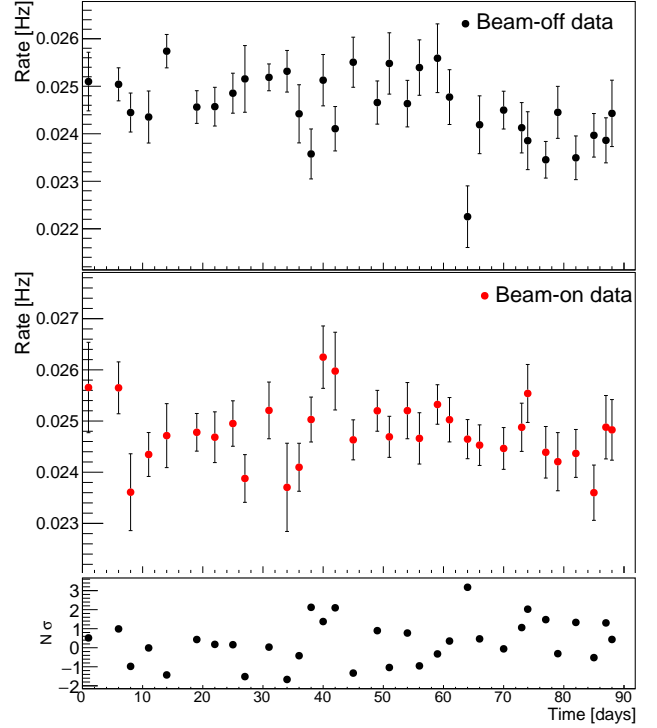 Rate [Hz]
Beam-off data
0.026
0.025
0.024
0.023
0.022
Rate [Hz]
Beam-on data
0.027
0.026
0.025
0.024
0.023
N σ
3
2
1
0
−1
−2
0 10 20 30 40 50 60 70 80 90
Time [days]